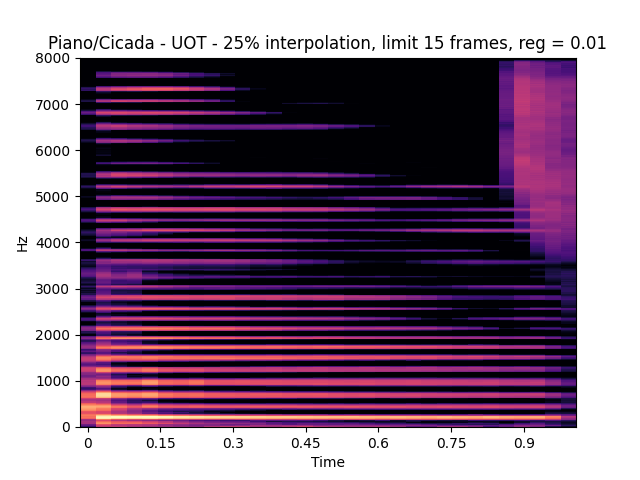 Piano/Cicada - UOT - 25% interpolation, limit 15 frames, reg = 0.01
8000
7000
6000
5000
4000
3000
2000
1000
0
Hz
0 0.15 0.3 0.45 0.6 0.75 0.9
Time